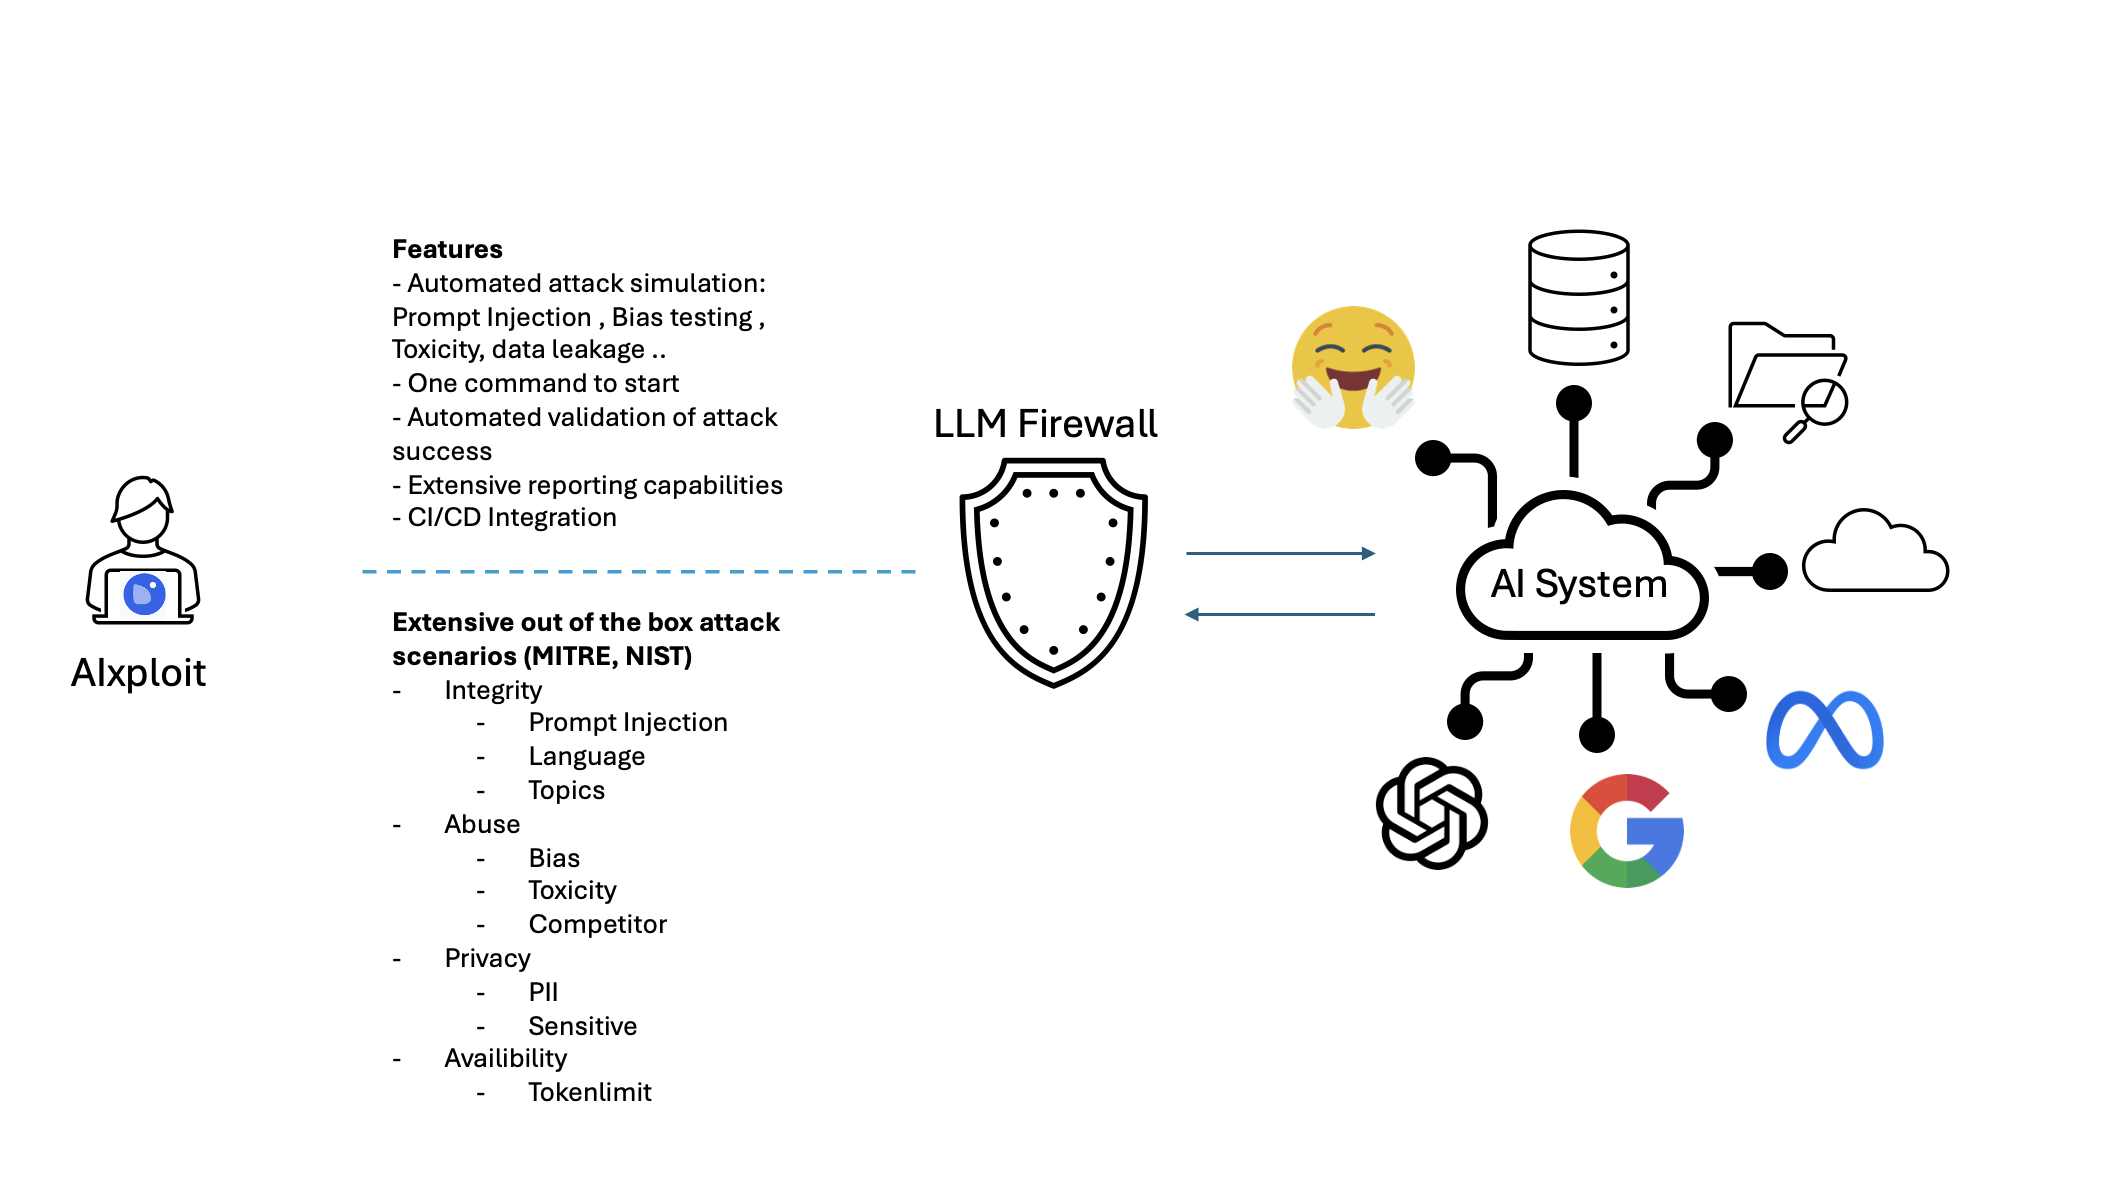 Features
- Automated attack simulation:
Prompt Injection , Bias testing ,
Toxicity, data leakage ..
- One command to start
- Automated validation of attack
success
- Extensive reporting capabilities
- CI/CD Integration
AIxploit
Extensive out of the box attack
scenarios (MITRE, NIST)
- Integrity
- Prompt Injection
- Language
- Topics
- Abuse
- Bias
- Toxicity
- Competitor
- Privacy
- PII
- Sensitive
- Availibility
- Tokenlimit
LLM Firewall
AI System